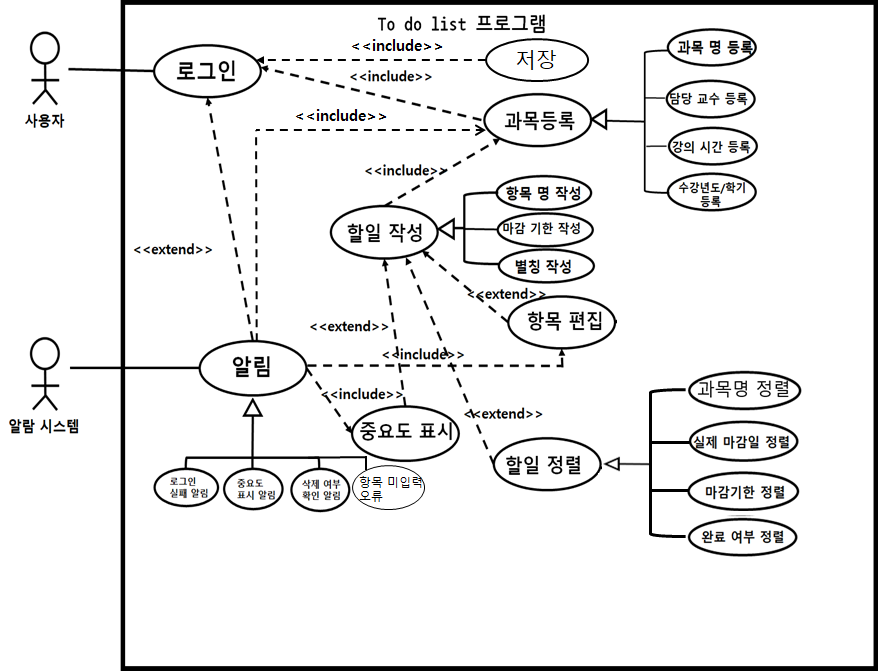 To do list 프로그램
<<include>>
저장
과목 명 등록
로그인
<<include>>
사용자
담당 교수 등록
<<include>>
과목등록
강의 시간 등록
<<include>>
수강년도/학기
등록
항목 명 작성
할일 작성
마감 기한 작성
<<extend>>
별칭 작성
<<extend>>
항목 편집
<<extend>>
<<include>>
알림
<<include>>
알람 시스템
중요도 표시
<<extend>>
과목명 정렬
실제 마감일 정렬
할일 정렬
마감기한 정렬
완료 여부 정렬
로그인
실패 알림
중요도
표시 알림
삭제 여부
확인 알림
항목 미입력
오류